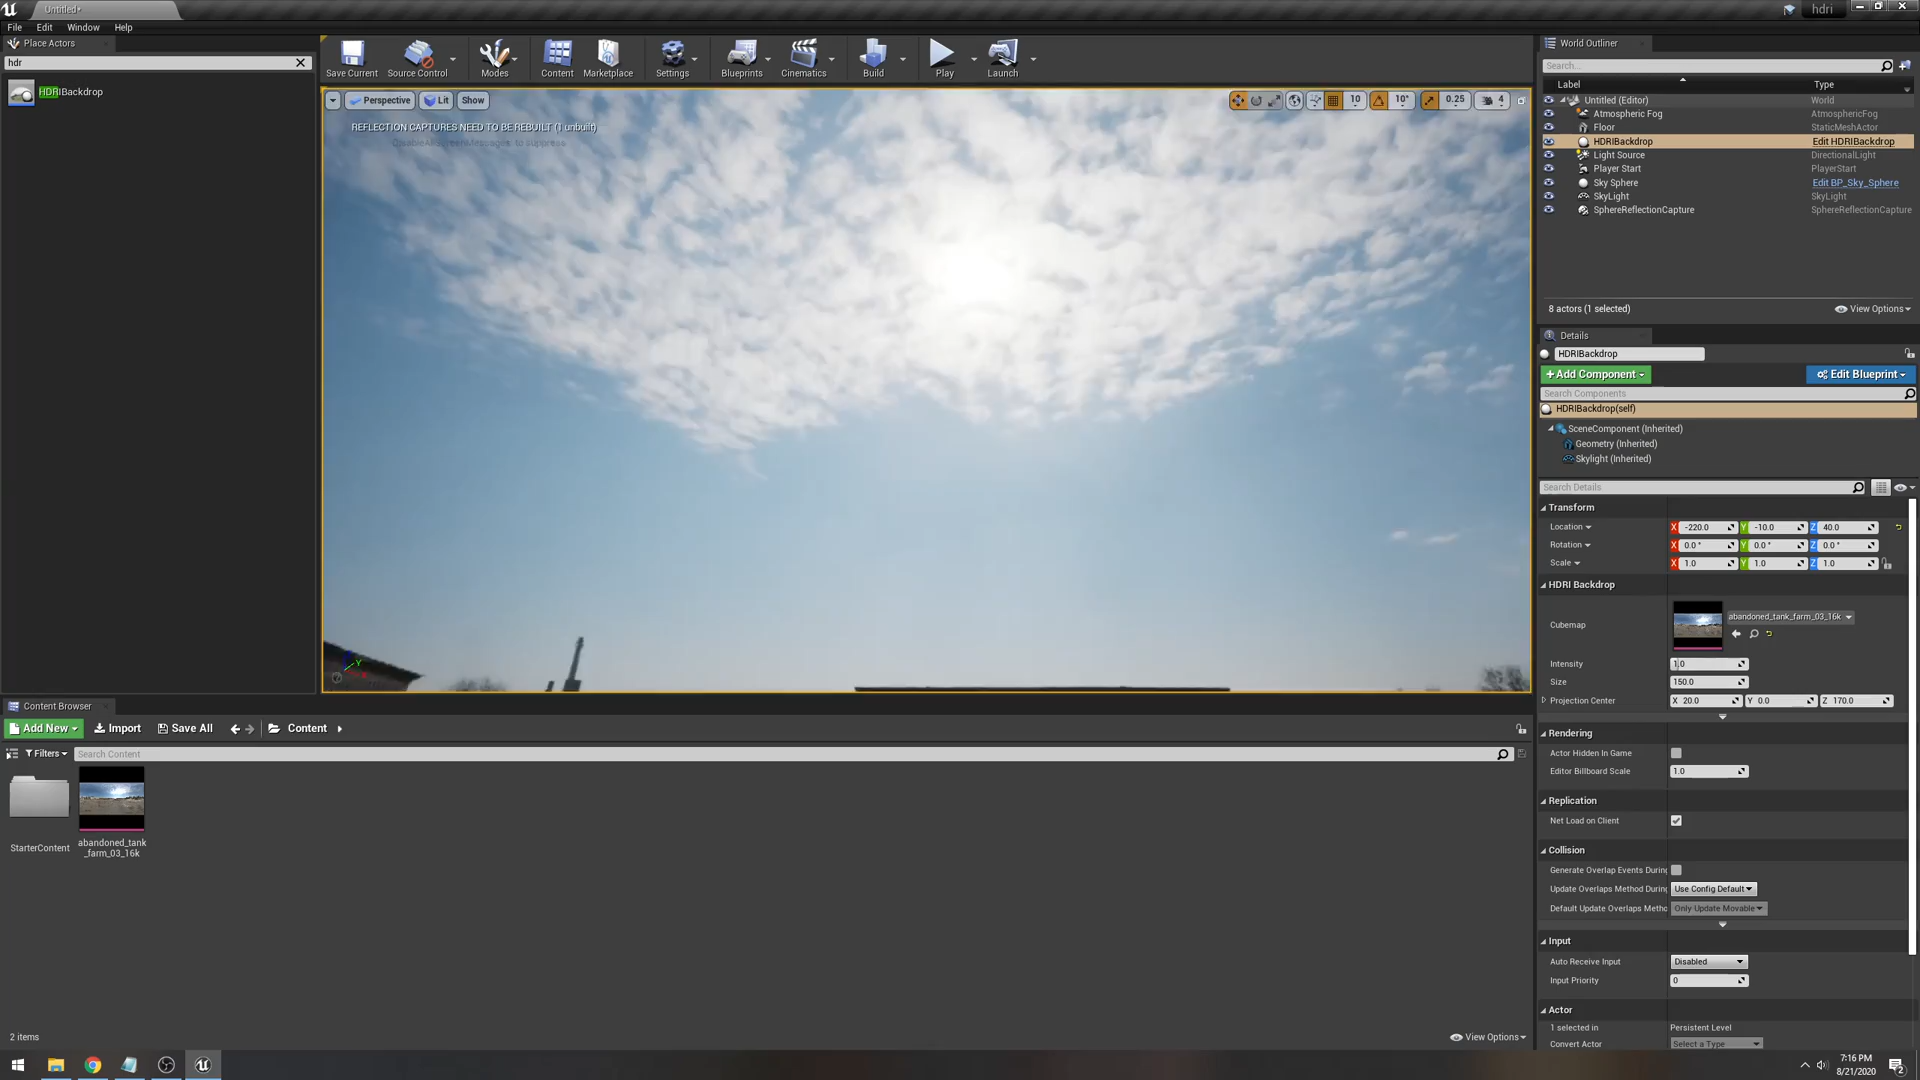 Untitled*
hdri
File Edit Window Help
Place Actors
hdr
HDRIBackdrop
Save Current
Source Control
Modes
Content
Marketplace
Settings
Blueprints
Cinematics
Build
Play
Launch
Perspective
Lit
Show
10
10°
0.25
4
REFLECTION CAPTURES NEED TO BE REBUILT (1 unbuilt)
'DisableAllScreenMessages' to suppress
World Outliner
Search...
Label Type
Untitled (Editor) World
Atmospheric Fog AtmosphericFog
Floor StaticMeshActor
HDRIBackdrop Edit HDRIBackdrop
Light Source DirectionalLight
Player Start PlayerStart
Sky Sphere Edit BP_Sky_Sphere
SkyLight SkyLight
SphereReflectionCapture SphereReflectionCapture
8 actors (1 selected)
View Options
Details
HDRIBackdrop
+Add Component
Edit Blueprint
Search Components
HDRIBackdrop(self)
SceneComponent (Inherited)
Geometry (Inherited)
Skylight (Inherited)
Search Details
Transform
Location X -220.0 Y -10.0 Z 40.0
Rotation X 0.0 ° Y 0.0 ° Z 0.0 °
Scale X 1.0 Y 1.0 Z 1.0
HDRI Backdrop
Cubemap abandoned_tank_farm_03_16k
Intensity 1.0
Size 150.0
Projection Center X 20.0 Y 0.0 Z 170.0
Rendering
Actor Hidden In Game
Editor Billboard Scale 1.0
Replication
Net Load on Client
Collision
Generate Overlap Events During
Update Overlaps Method During Use Config Default
Default Update Overlaps Metho Only Update Movable
Input
Auto Receive Input Disabled
Input Priority 0
Actor
1 selected in Persistent Level
Convert Actor Select a Type
Content Browser
Add New
Import
Save All
Content
Filters
Search Content
StarterContent
abandoned_tank
_farm_03_16k
2 items
View Options
Y
7:16 PM
8/21/2020
2